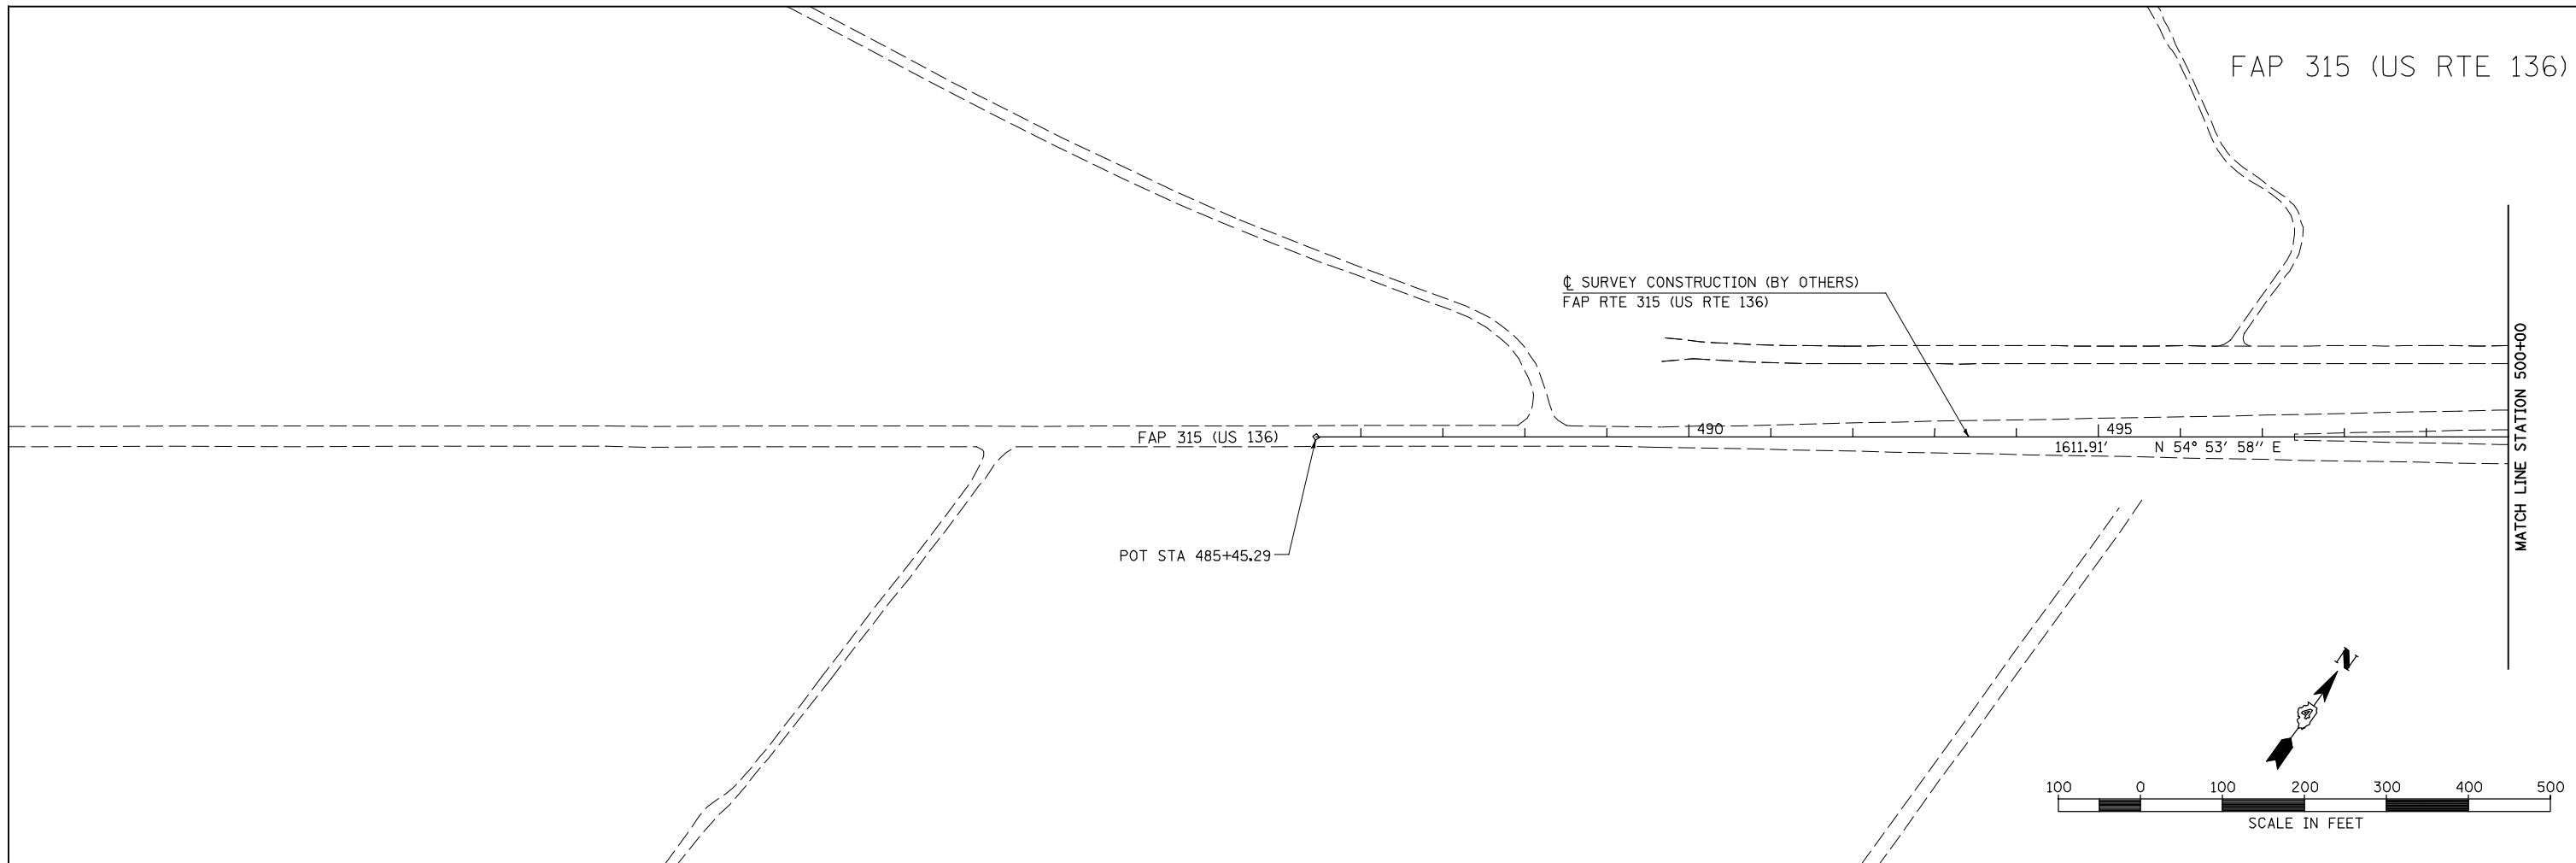 FAP 315 (US RTE 136)
℄ SURVEY CONSTRUCTION (BY OTHERS)
FAP RTE 315 (US RTE 136)
FAP 315 (US 136)
490
495
1611.91' N 54° 53' 58" E
MATCH LINE STATION 500+00
POT STA 485+45.29
N
100 0 100 200 300 400 500
SCALE IN FEET